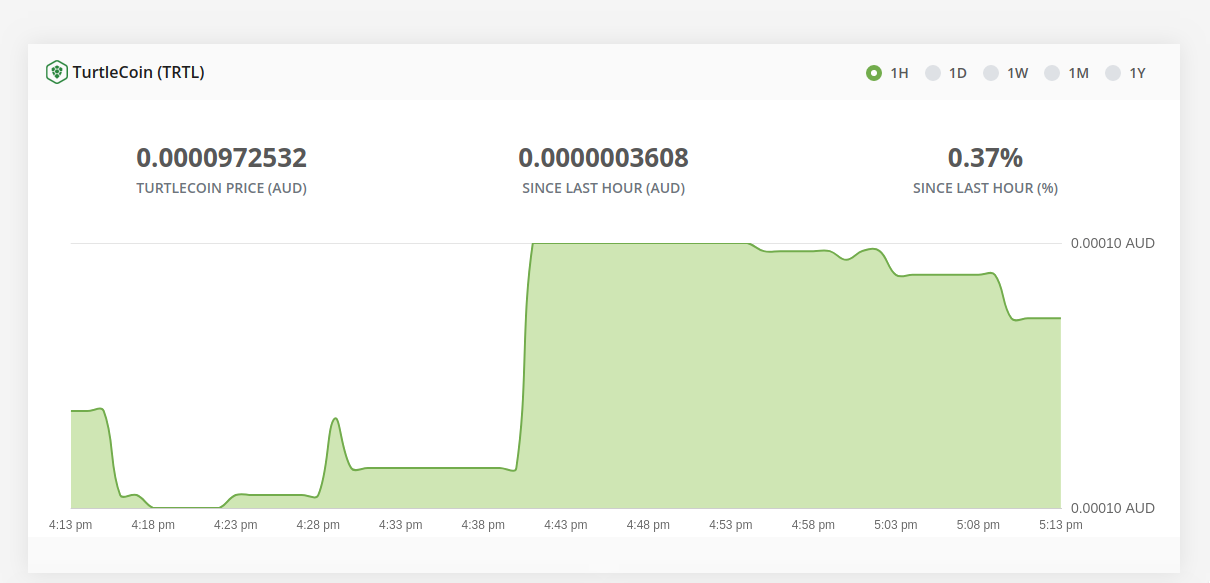 TurtleCoin (TRTL)
1H 1D 1W 1M 1Y
0.0000972532 0.0000003608 0.37%
TURTLECOIN PRICE (AUD) SINCE LAST HOUR (AUD) SINCE LAST HOUR (%)
0.00010 AUD
0.00010 AUD
4:13 pm 4:18 pm 4:23 pm 4:28 pm 4:33 pm 4:38 pm 4:43 pm 4:48 pm 4:53 pm 4:58 pm 5:03 pm 5:08 pm 5:13 pm